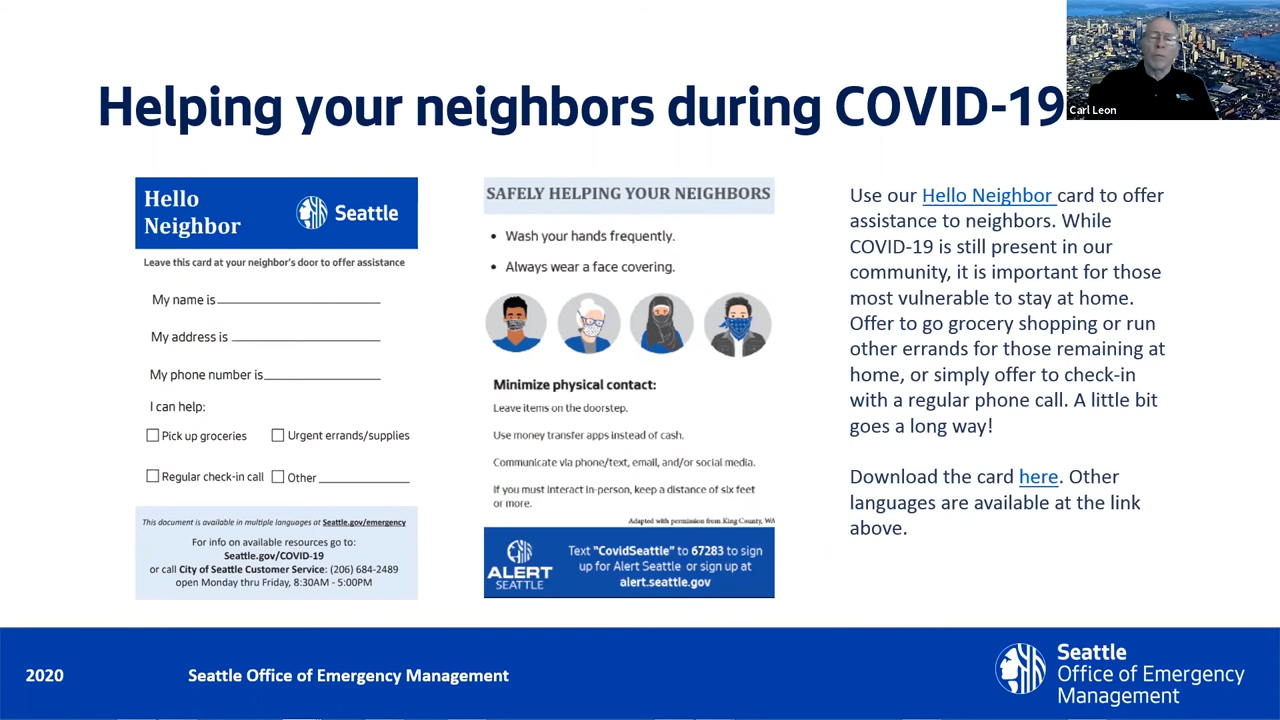 Helping your neighbors during COVID-19
Carl Leon
Hello
Neighbor
Seattle
Leave this card at your neighbor's door to offer assistance
My name is
My address is
My phone number is
I can help:
Pick up groceries
Urgent errands/supplies
Regular check-in call
Other
This document is available in multiple languages at Seattle.gov/emergency
For info on available resources go to:
Seattle.gov/COVID-19
or call City of Seattle Customer Service: (206) 684-2489
open Monday thru Friday, 8:30AM - 5:00PM
SAFELY HELPING YOUR NEIGHBORS
• Wash your hands frequently.
• Always wear a face covering.
Minimize physical contact:
Leave items on the doorstep.
Use money transfer apps instead of cash.
Communicate via phone/text, email, and/or social media.
If you must interact in-person, keep a distance of six feet
or more.
Adapted with permission from King County, WA
ALERT
SEATTLE
Text "CovidSeattle" to 67283 to sign
up for Alert Seattle or sign up at
alert.seattle.gov
Use our Hello Neighbor card to offer
assistance to neighbors. While
COVID-19 is still present in our
community, it is important for those
most vulnerable to stay at home.
Offer to go grocery shopping or run
other errands for those remaining at
home, or simply offer to check-in
with a regular phone call. A little bit
goes a long way!
Download the card here. Other
languages are available at the link
above.
2020
Seattle Office of Emergency Management
Seattle
Office of Emergency
Management